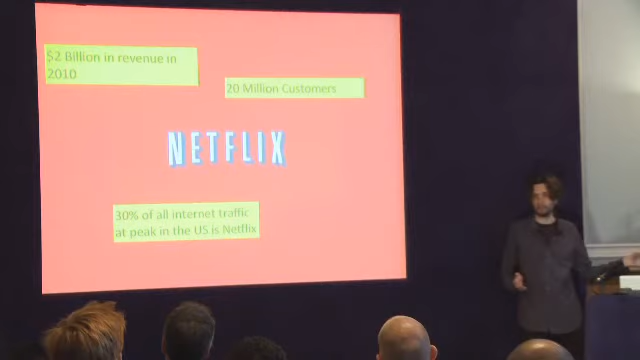 $2 Billion in revenue in
2010
20 Million Customers
NETFLIX
30% of all internet traffic
at peak in the US is Netflix